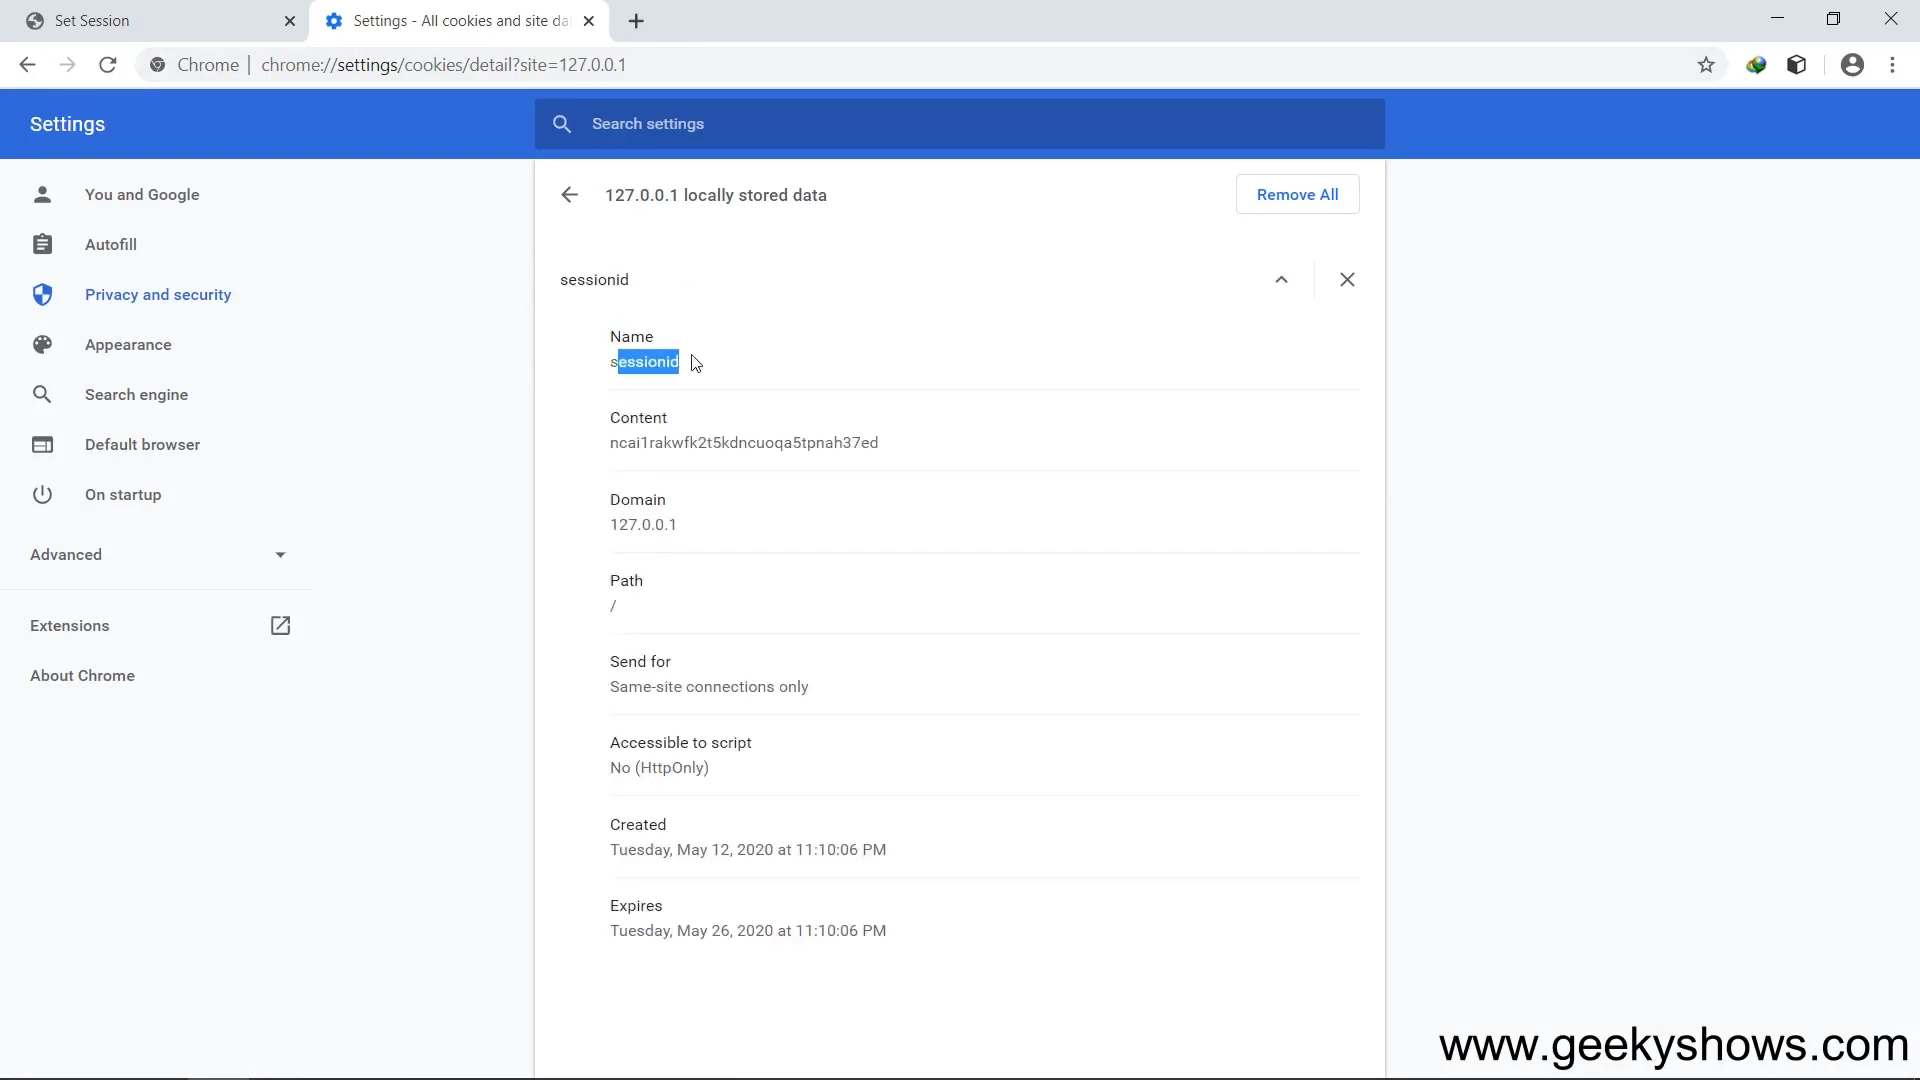 Set Session
Settings - All cookies and site da
Chrome | chrome://settings/cookies/detail?site=127.0.0.1
Settings
Search settings
You and Google
Autofill
Privacy and security
Appearance
Search engine
Default browser
On startup
Advanced
Extensions
About Chrome
127.0.0.1 locally stored data
Remove All
sessionid
Name
sessionid
Content
ncai1rakwfk2t5kdncuoqa5tpnah37ed
Domain
127.0.0.1
Path
/
Send for
Same-site connections only
Accessible to script
No (HttpOnly)
Created
Tuesday, May 12, 2020 at 11:10:06 PM
Expires
Tuesday, May 26, 2020 at 11:10:06 PM
www.geekyshows.com